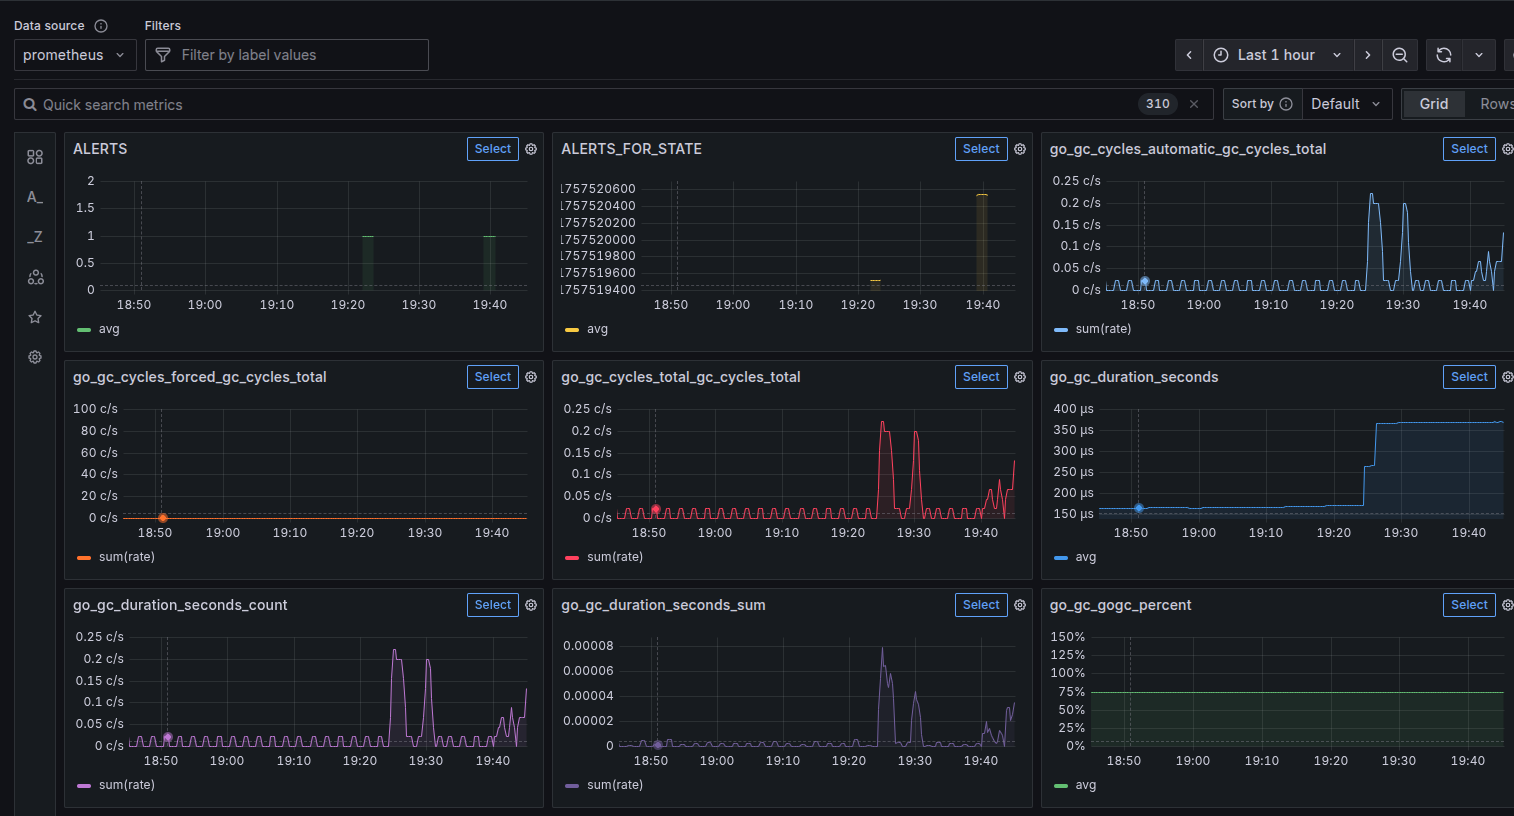 Data source
Filters
prometheus
Filter by label values
Last 1 hour
Quick search metrics
310
Sort by
Default
Grid
Rows
A_
_Z
ALERTS
Select
2
1.5
1
0.5
0
18:50 19:00 19:10 19:20 19:30 19:40
avg
ALERTS_FOR_STATE
Select
1757520600
1757520400
1757520200
1757520000
1757519800
1757519600
1757519400
18:50 19:00 19:10 19:20 19:30 19:40
avg
go_gc_cycles_automatic_gc_cycles_total
Select
0.25 c/s
0.2 c/s
0.15 c/s
0.1 c/s
0.05 c/s
0 c/s
18:50 19:00 19:10 19:20 19:30 19:40
sum(rate)
go_gc_cycles_forced_gc_cycles_total
Select
100 c/s
80 c/s
60 c/s
40 c/s
20 c/s
0 c/s
18:50 19:00 19:10 19:20 19:30 19:40
sum(rate)
go_gc_cycles_total_gc_cycles_total
Select
0.25 c/s
0.2 c/s
0.15 c/s
0.1 c/s
0.05 c/s
0 c/s
18:50 19:00 19:10 19:20 19:30 19:40
sum(rate)
go_gc_duration_seconds
Select
400 µs
350 µs
300 µs
250 µs
200 µs
150 µs
18:50 19:00 19:10 19:20 19:30 19:40
avg
go_gc_duration_seconds_count
Select
0.25 c/s
0.2 c/s
0.15 c/s
0.1 c/s
0.05 c/s
0 c/s
18:50 19:00 19:10 19:20 19:30 19:40
sum(rate)
go_gc_duration_seconds_sum
Select
0.00008
0.00006
0.00004
0.00002
0
18:50 19:00 19:10 19:20 19:30 19:40
sum(rate)
go_gc_gogc_percent
Select
150%
125%
100%
75%
50%
25%
0%
18:50 19:00 19:10 19:20 19:30 19:40
avg